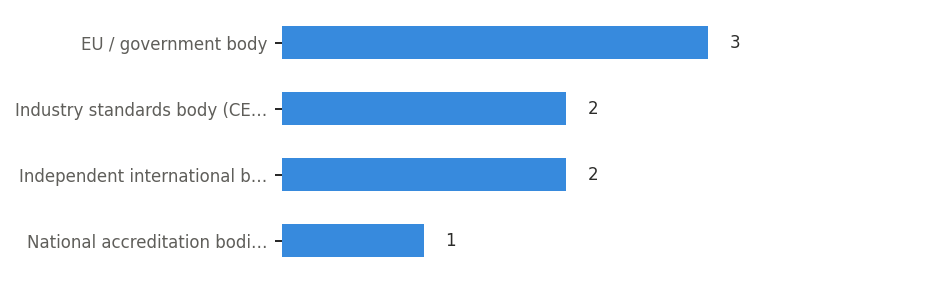 EU / government body 3
Industry standards body (CE… 2
Independent international b… 2
National accreditation bodi… 1